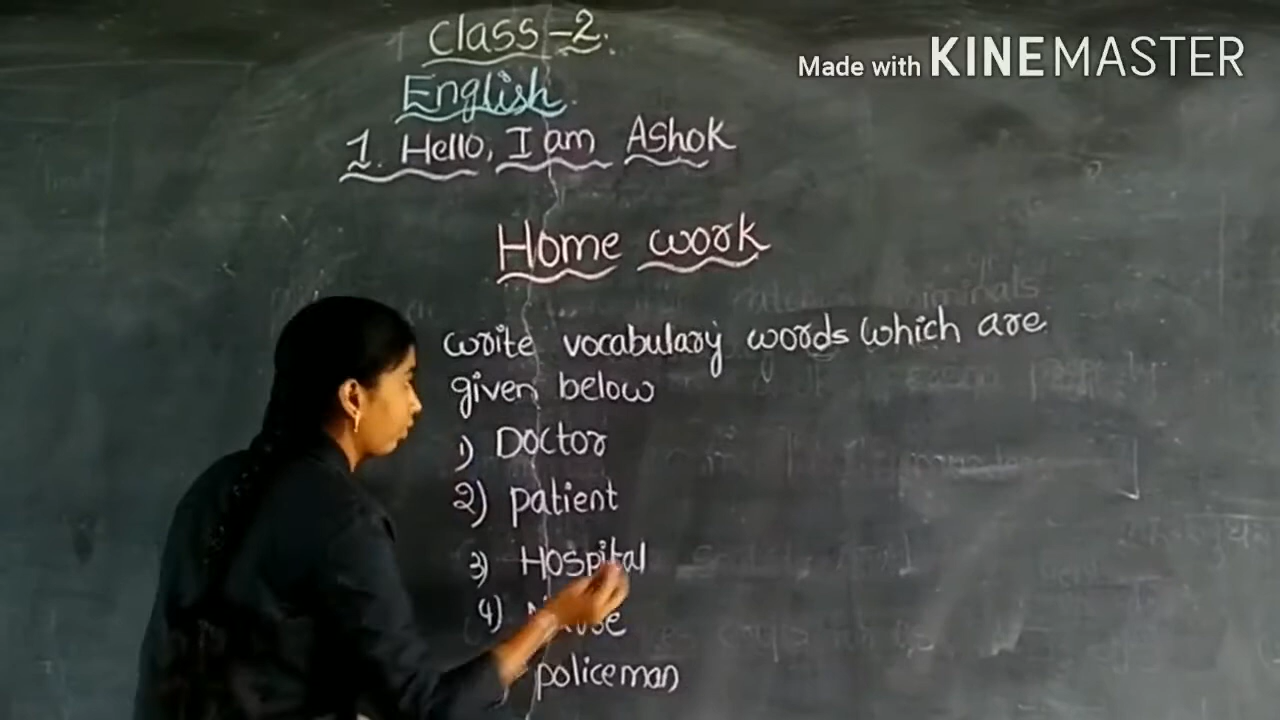 Made with KINEMASTER
Class-2.
English.
1. Hello, I am Ashok
Home work
write vocabulary words which are
given below
1) Doctor
2) patient
3) Hospital
4)
policeman